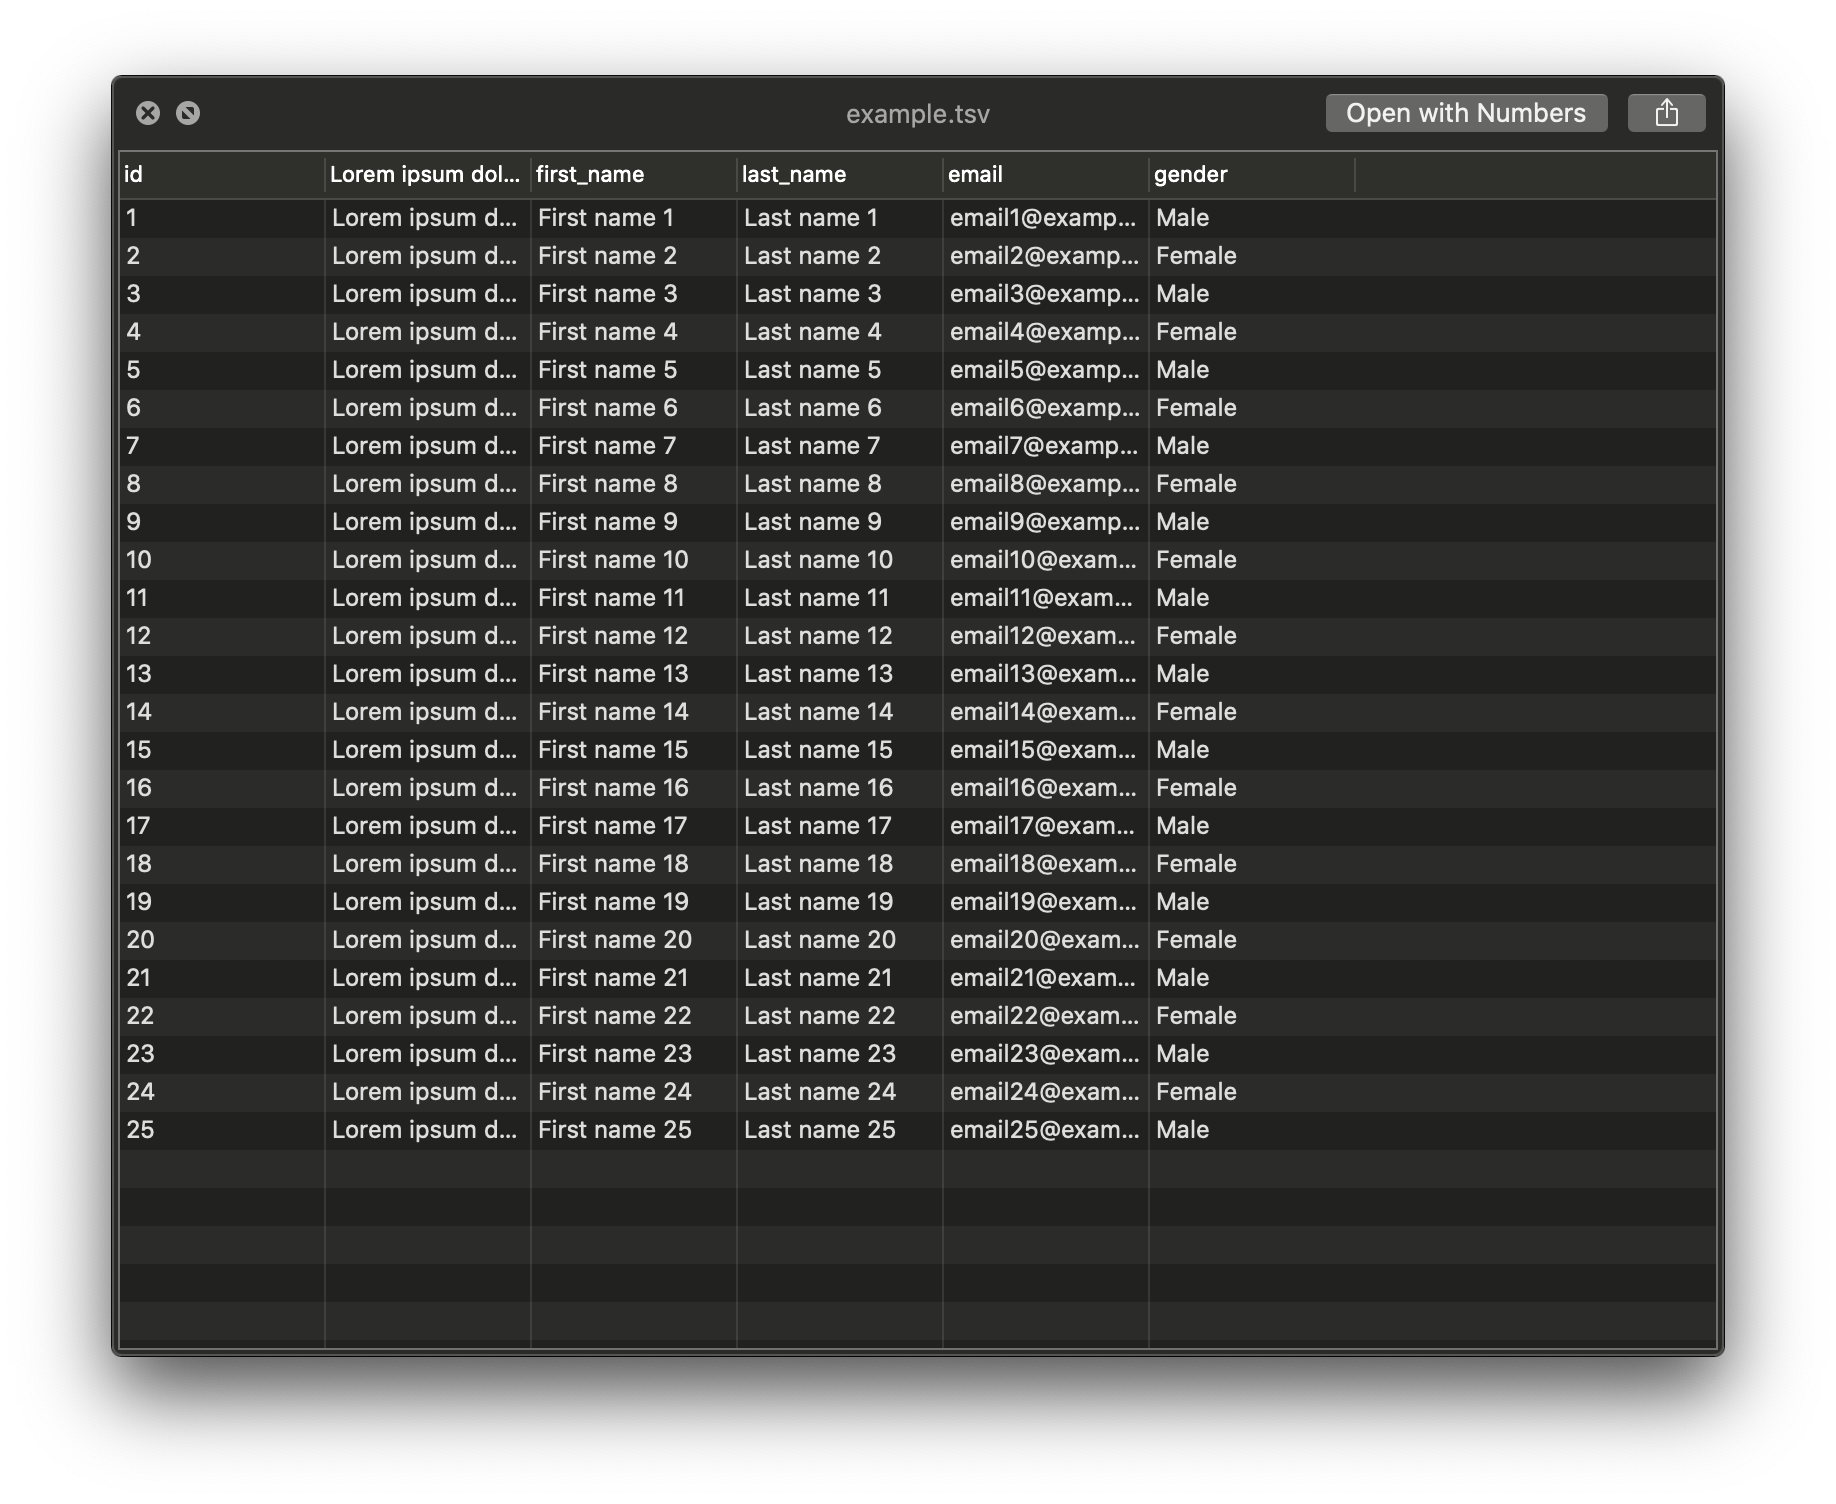 example.tsv Open with Numbers
id Lorem ipsum dol... first_name last_name email gender
1 Lorem ipsum d... First name 1 Last name 1 email1@examp... Male
2 Lorem ipsum d... First name 2 Last name 2 email2@examp... Female
3 Lorem ipsum d... First name 3 Last name 3 email3@examp... Male
4 Lorem ipsum d... First name 4 Last name 4 email4@examp... Female
5 Lorem ipsum d... First name 5 Last name 5 email5@examp... Male
6 Lorem ipsum d... First name 6 Last name 6 email6@examp... Female
7 Lorem ipsum d... First name 7 Last name 7 email7@examp... Male
8 Lorem ipsum d... First name 8 Last name 8 email8@examp... Female
9 Lorem ipsum d... First name 9 Last name 9 email9@examp... Male
10 Lorem ipsum d... First name 10 Last name 10 email10@exam... Female
11 Lorem ipsum d... First name 11 Last name 11 email11@exam... Male
12 Lorem ipsum d... First name 12 Last name 12 email12@exam... Female
13 Lorem ipsum d... First name 13 Last name 13 email13@exam... Male
14 Lorem ipsum d... First name 14 Last name 14 email14@exam... Female
15 Lorem ipsum d... First name 15 Last name 15 email15@exam... Male
16 Lorem ipsum d... First name 16 Last name 16 email16@exam... Female
17 Lorem ipsum d... First name 17 Last name 17 email17@exam... Male
18 Lorem ipsum d... First name 18 Last name 18 email18@exam... Female
19 Lorem ipsum d... First name 19 Last name 19 email19@exam... Male
20 Lorem ipsum d... First name 20 Last name 20 email20@exam... Female
21 Lorem ipsum d... First name 21 Last name 21 email21@exam... Male
22 Lorem ipsum d... First name 22 Last name 22 email22@exam... Female
23 Lorem ipsum d... First name 23 Last name 23 email23@exam... Male
24 Lorem ipsum d... First name 24 Last name 24 email24@exam... Female
25 Lorem ipsum d... First name 25 Last name 25 email25@exam... Male